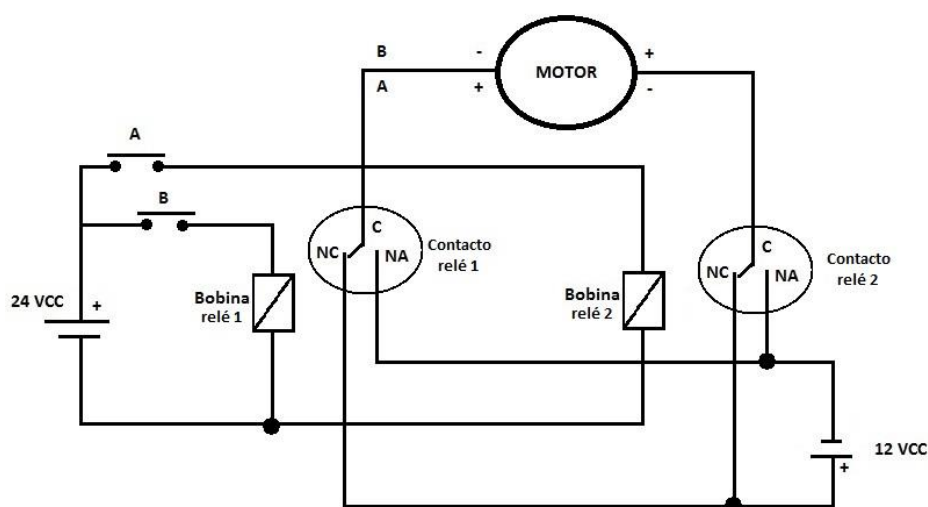 B
-
A
+
MOTOR
+
-
A
B
24 VCC
+
Bobina
relé 1
NC
C
NA
Contacto
relé 1
Bobina
relé 2
NC
C
NA
Contacto
relé 2
12 VCC
+